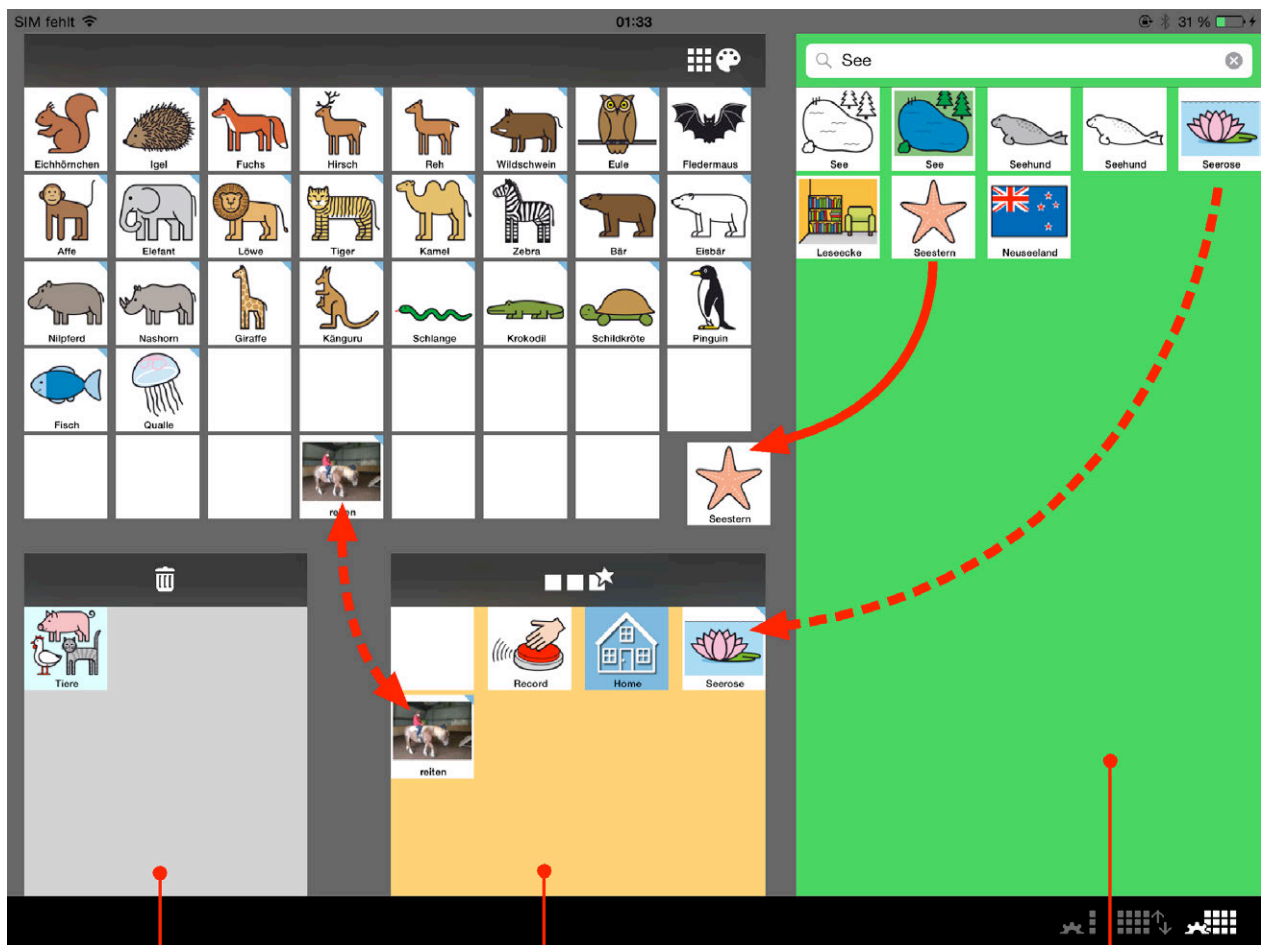 SIM fehlt 01:33 31 %
See
Eichhörnchen Igel Fuchs Hirsch Reh Wildschwein Eule Fledermaus
See See Seehund Seehund Seerose
Affe Elefant Löwe Tiger Kamel Zebra Bär Eisbär
Leseecke Seestern Neuseeland
Nilpferd Nashorn Giraffe Känguru Schlange Krokodil Schildkröte Pinguin
Fisch Qualle
reiten Seestern
Tiere Record Home Seerose
reiten